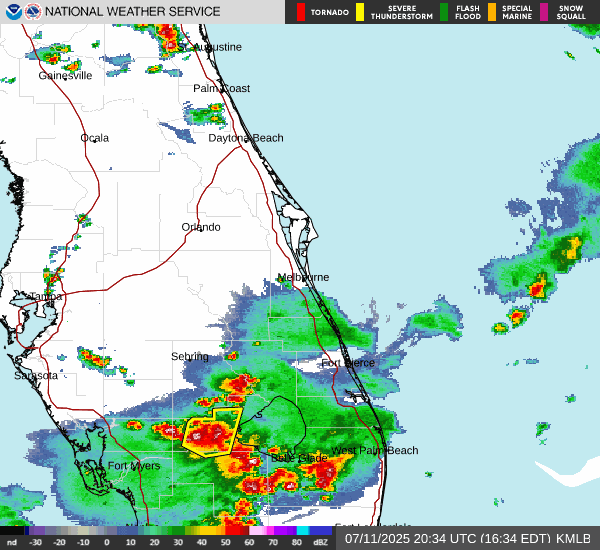 NATIONAL WEATHER SERVICE
TORNADO
SEVERE
THUNDERSTORM
FLASH
FLOOD
SPECIAL
MARINE
SNOW
SQUALL
St. Augustine
Gainesville
Palm Coast
Ocala
Daytona Beach
Orlando
Melbourne
Tampa
Sebring
Fort Pierce
Sarasota
West Palm Beach
Belle Glade
Fort Myers
Fort Lauderdale
nd -30 -20 -10 0 10 20 30 40 50 60 70 80 dBZ
07/11/2025 20:34 UTC (16:34 EDT) KMLB